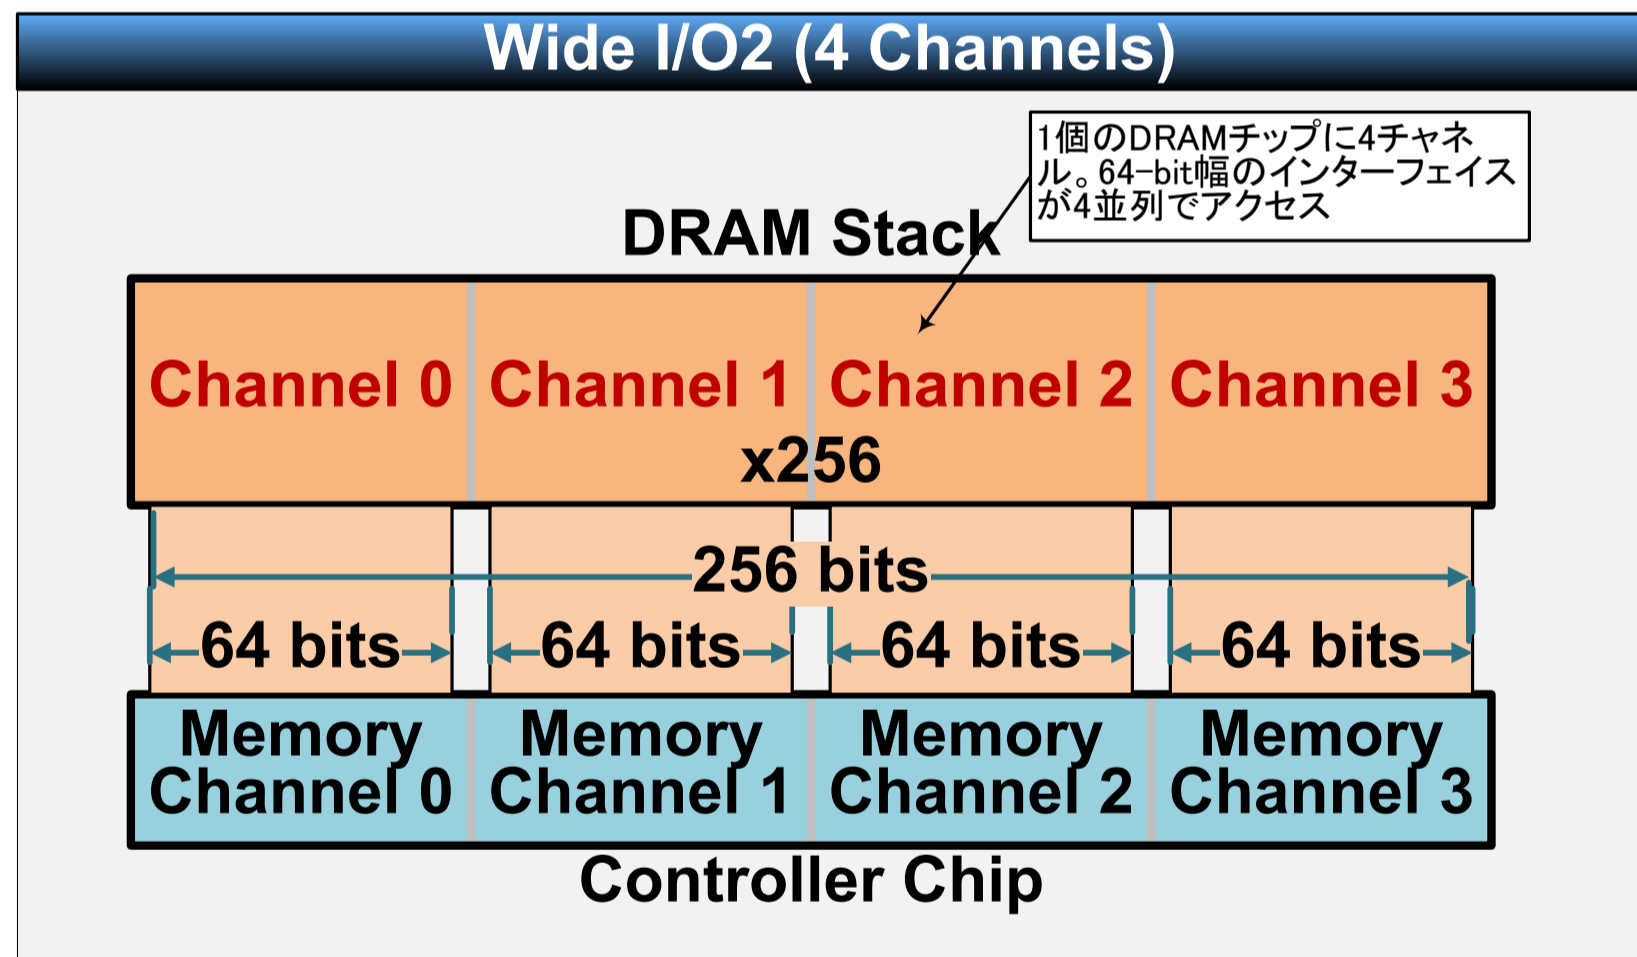 Wide I/O2 (4 Channels)
1個のDRAMチップに4チャネ
ル。64-bit幅のインターフェイス
が4並列でアクセス
DRAM Stack
Channel 0 Channel 1 Channel 2 Channel 3
x256
256 bits
64 bits 64 bits 64 bits 64 bits
Memory Memory Memory Memory
Channel 0 Channel 1 Channel 2 Channel 3
Controller Chip